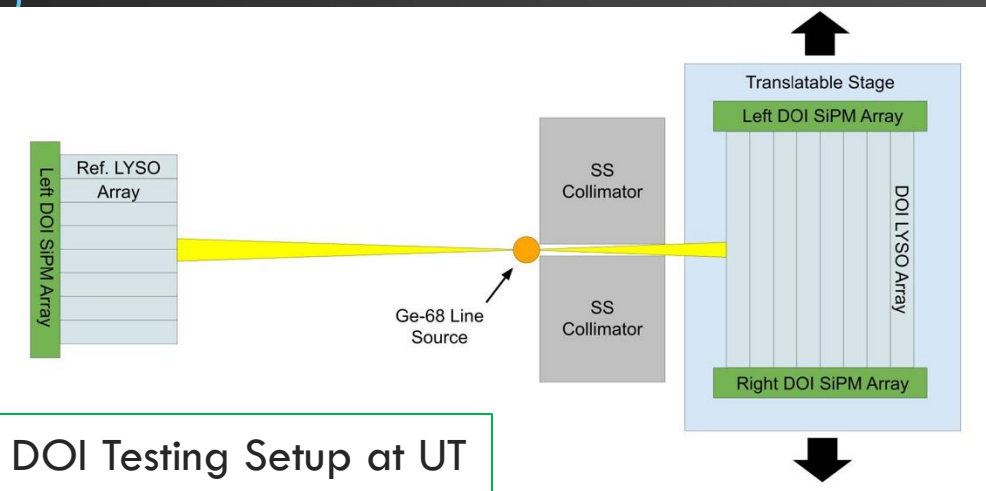 Translatable Stage
Left DOI SiPM Array
Ref. LYSO
Array
Left DOI SiPM Array
SS
Collimator
DOI LYSO Array
Ge-68 Line
Source
SS
Collimator
Right DOI SiPM Array
DOI Testing Setup at UT